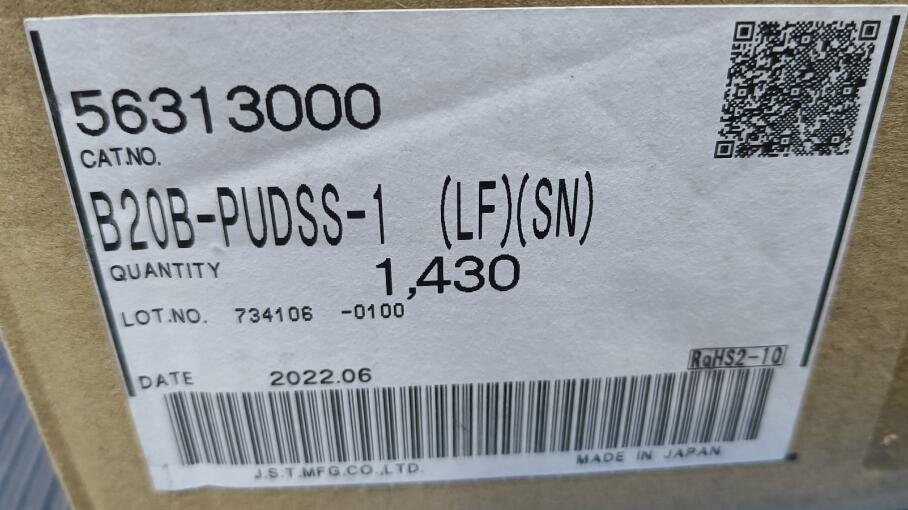 56313000
CAT.NO.
B20B-PUDSS-1 (LF)(SN)
QUANTITY 1,430
LOT.NO. 734106 -0100
RoHS2-10
DATE 2022.06
J.S.T.MFG.CO.,LTD. MADE IN JAPAN